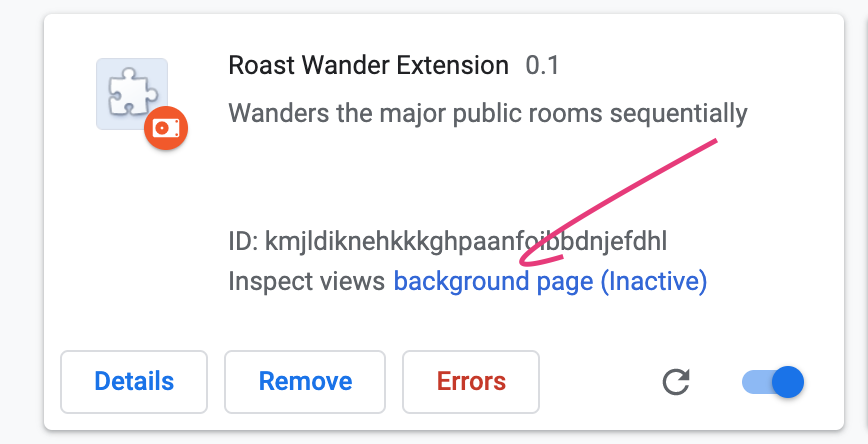 Roast Wander Extension 0.1
Wanders the major public rooms sequentially
ID: kmjldiknehkkkghpaanfoibbdnjefdhl
Inspect views background page (Inactive)
Details Remove Errors